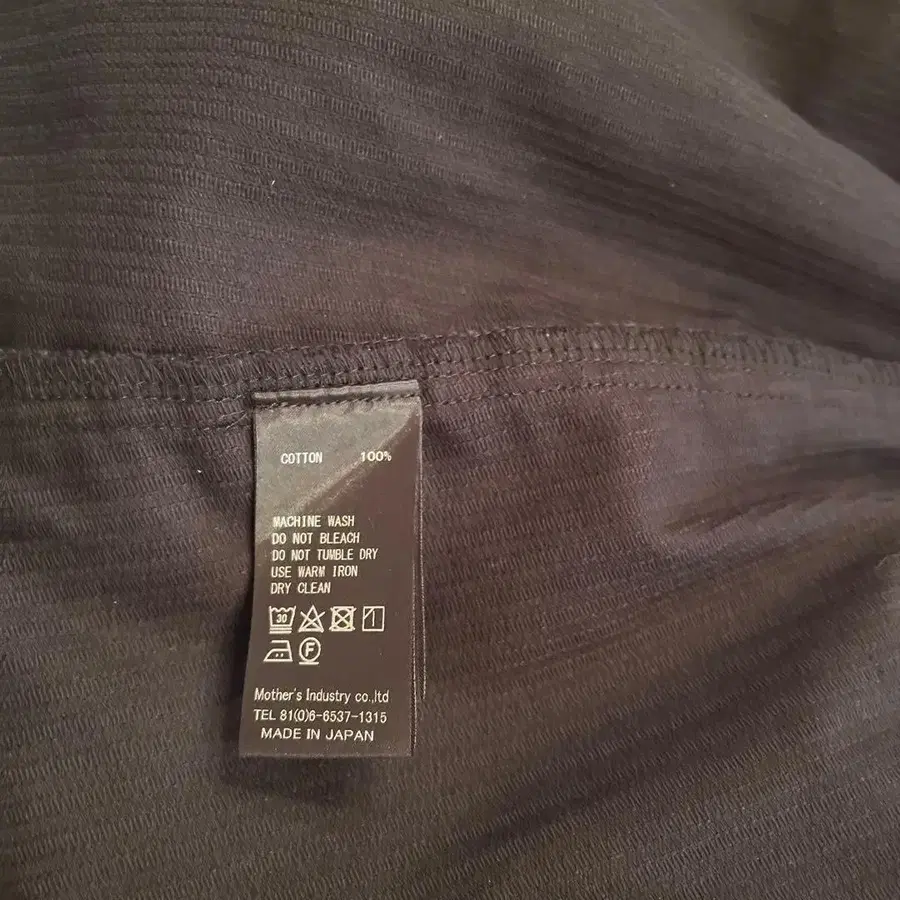 COTTON 100%
MACHINE WASH
DO NOT BLEACH
DO NOT TUMBLE DRY
USE WARM IRON
DRY CLEAN
30
F
Mother's Industry co.,ltd
TEL 81(0)6-6537-1315
MADE IN JAPAN